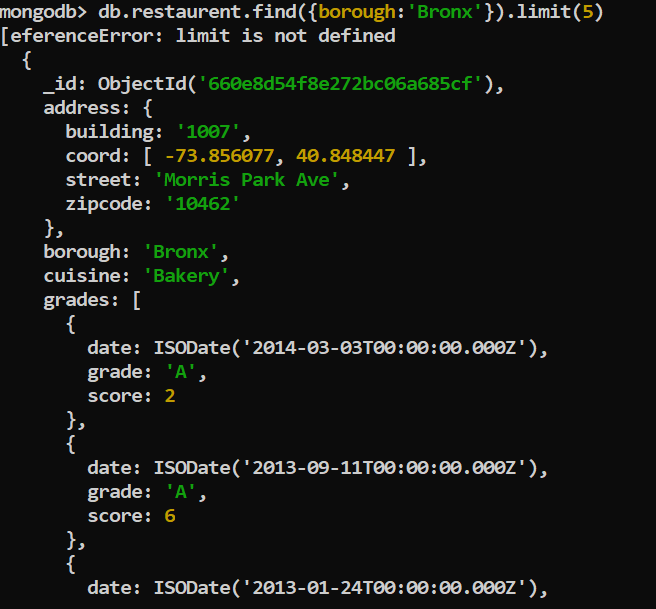 mongodb> db.restaurent.find({borough:'Bronx'}).limit(5)
[eferenceError: limit is not defined
  {
    _id: ObjectId('660e8d54f8e272bc06a685cf'),
    address: {
      building: '1007',
      coord: [ -73.856077, 40.848447 ],
      street: 'Morris Park Ave',
      zipcode: '10462'
    },
    borough: 'Bronx',
    cuisine: 'Bakery',
    grades: [
      {
        date: ISODate('2014-03-03T00:00:00.000Z'),
        grade: 'A',
        score: 2
      },
      {
        date: ISODate('2013-09-11T00:00:00.000Z'),
        grade: 'A',
        score: 6
      },
      {
        date: ISODate('2013-01-24T00:00:00.000Z'),